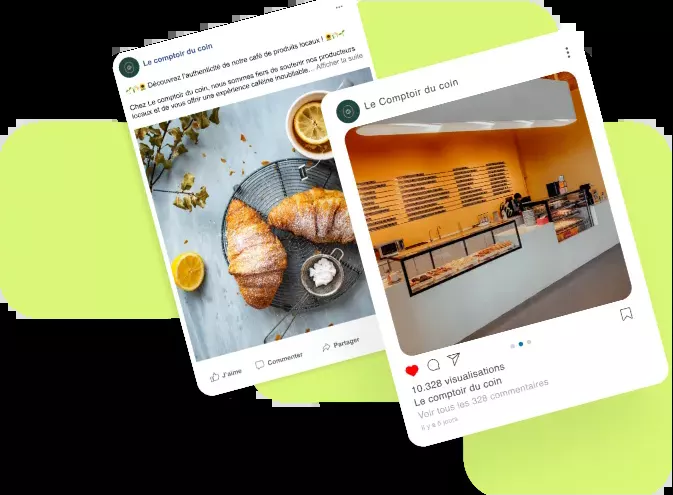 Le comptoir du coin
🌱🌾🌻 Découvrez l'authenticité de notre café de produits locaux ! 🌻🌾🌱
Chez Le comptoir du coin, nous sommes fiers de soutenir nos producteurs
locaux et de vous offrir une expérience caféine inoubliable... Afficher la suite
J'aime
Commenter
Partager
Le Comptoir du coin
10.328 visualisations
Le comptoir du coin
Voir tous les 328 commentaires
Il y a 5 jours